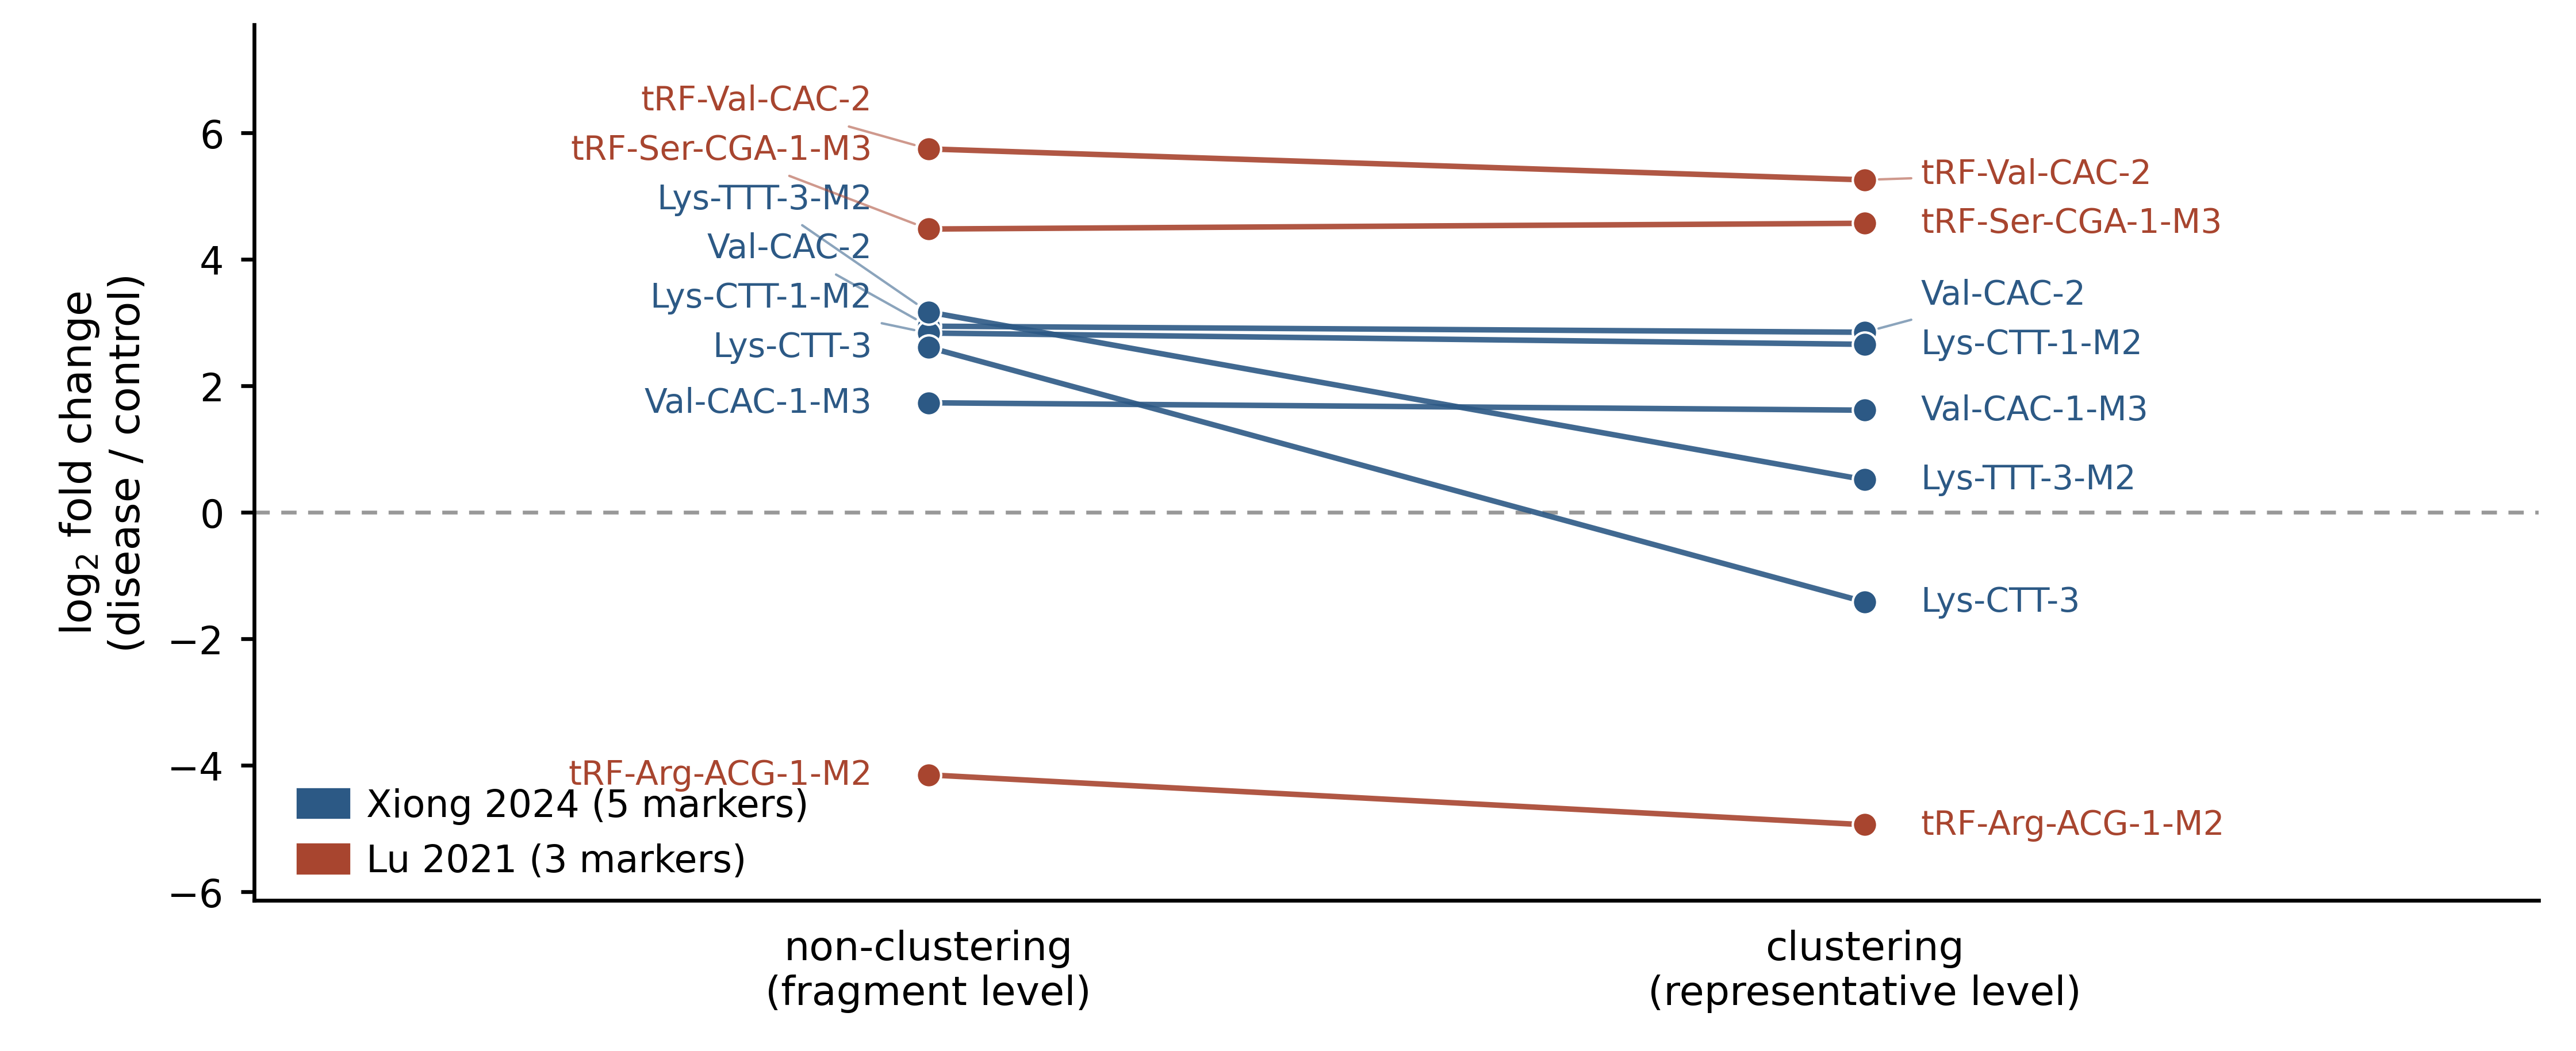 log₂ fold change
(disease / control)
6
4
2
0
−2
−4
−6
tRF-Val-CAC-2
tRF-Ser-CGA-1-M3
Lys-TTT-3-M2
Val-CAC-2
Lys-CTT-1-M2
Lys-CTT-3
Val-CAC-1-M3
tRF-Arg-ACG-1-M2
tRF-Val-CAC-2
tRF-Ser-CGA-1-M3
Val-CAC-2
Lys-CTT-1-M2
Val-CAC-1-M3
Lys-TTT-3-M2
Lys-CTT-3
tRF-Arg-ACG-1-M2
Xiong 2024 (5 markers)
Lu 2021 (3 markers)
non-clustering
(fragment level)
clustering
(representative level)